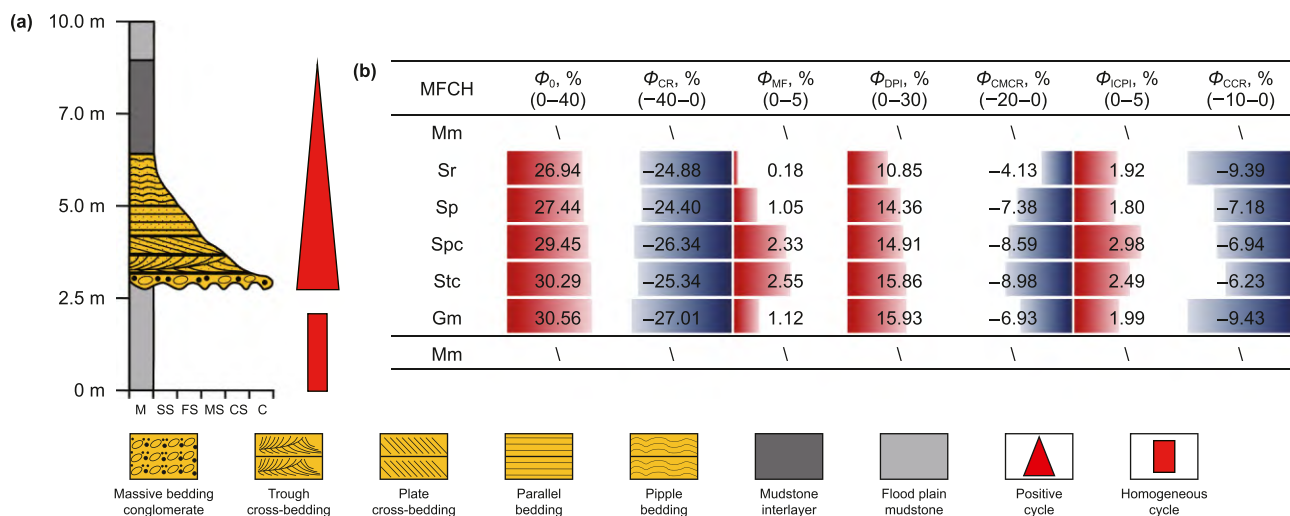 (a)
10.0 m
7.0 m
5.0 m
2.5 m
0 m
M SS FS MS CS C
(b)
MFCH Φ0, % (0–40) ΦCR, % (−40–0) ΦMF, % (0–5) ΦDPI, % (0–30) ΦCMCR, % (−20–0) ΦICPI, % (0–5) ΦCCR, % (−10–0)
Mm \ \ \ \ \ \ \
Sr 26.94 −24.88 0.18 10.85 −4.13 1.92 −9.39
Sp 27.44 −24.40 1.05 14.36 −7.38 1.80 −7.18
Spc 29.45 −26.34 2.33 14.91 −8.59 2.98 −6.94
Stc 30.29 −25.34 2.55 15.86 −8.98 2.49 −6.23
Gm 30.56 −27.01 1.12 15.93 −6.93 1.99 −9.43
Mm \ \ \ \ \ \ \
Massive bedding conglomerate
Trough cross-bedding
Plate cross-bedding
Parallel bedding
Pipple bedding
Mudstone interlayer
Flood plain mudstone
Positive cycle
Homogeneous cycle